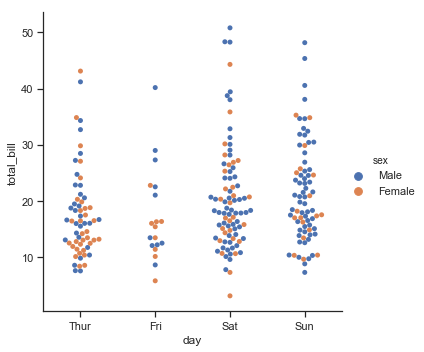 50
40
30
20
10
total_bill
Thur Fri Sat Sun
day
sex
Male
Female